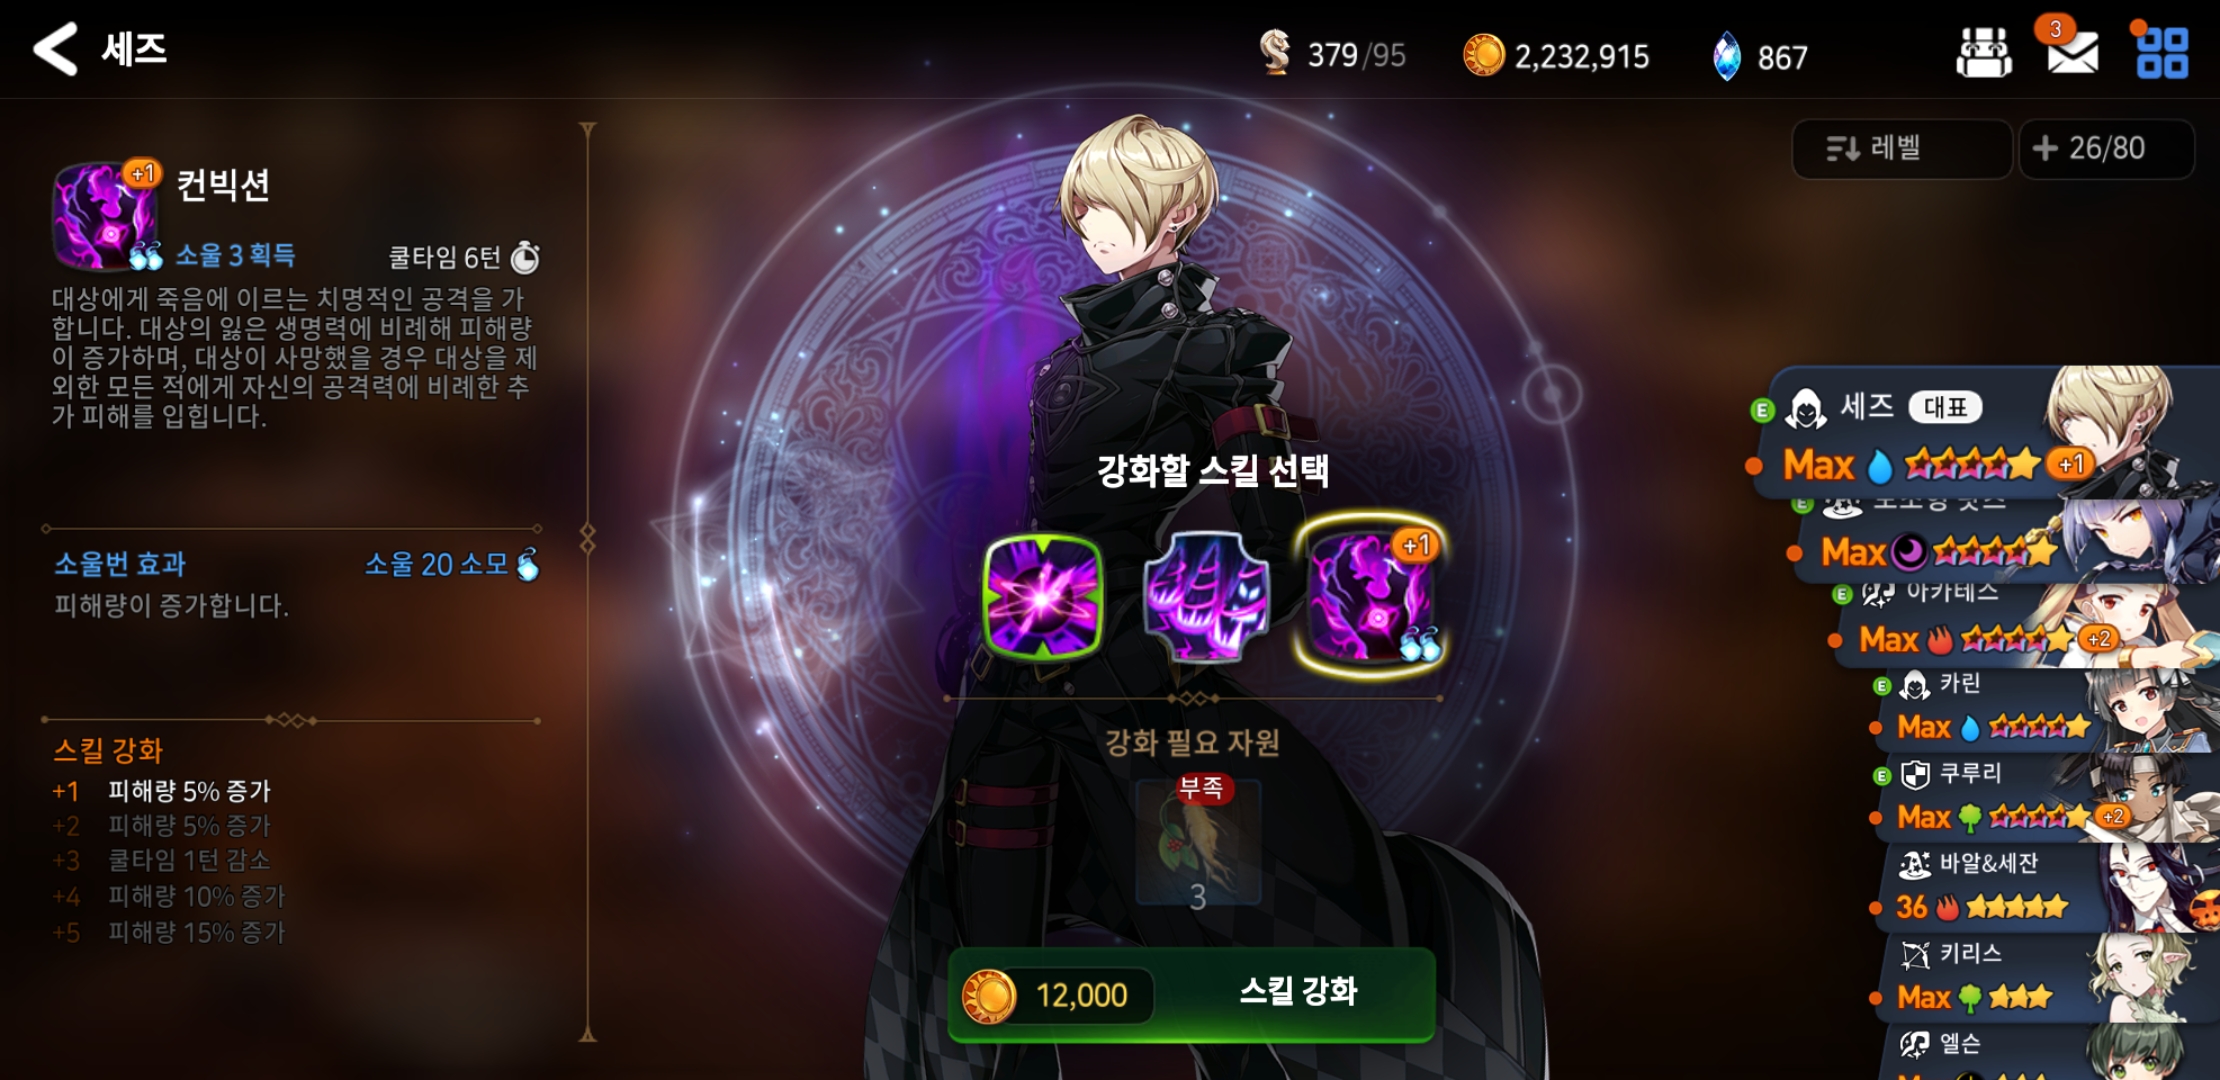 세즈
379/95
2,232,915
867
3
레벨
26/80
+1
컨빅션
소울 3 획득
쿨타임 6턴
대상에게 죽음에 이르는 치명적인 공격을 가
합니다. 대상의 잃은 생명력에 비례해 피해량
이 증가하며, 대상이 사망했을 경우 대상을 제
외한 모든 적에게 자신의 공격력에 비례한 추
가 피해를 입힙니다.
소울번 효과
소울 20 소모
피해량이 증가합니다.
스킬 강화
+1 피해량 5% 증가
+2 피해량 5% 증가
+3 쿨타임 1턴 감소
+4 피해량 10% 증가
+5 피해량 15% 증가
강화할 스킬 선택
+1
강화 필요 자원
부족
3
12,000
스킬 강화
E 세즈 대표
Max +1
E
Max
E 아카테스
Max +2
E 카린
Max
E 쿠루리
Max +2
바알&세잔
36
키리스
Max
엘슨